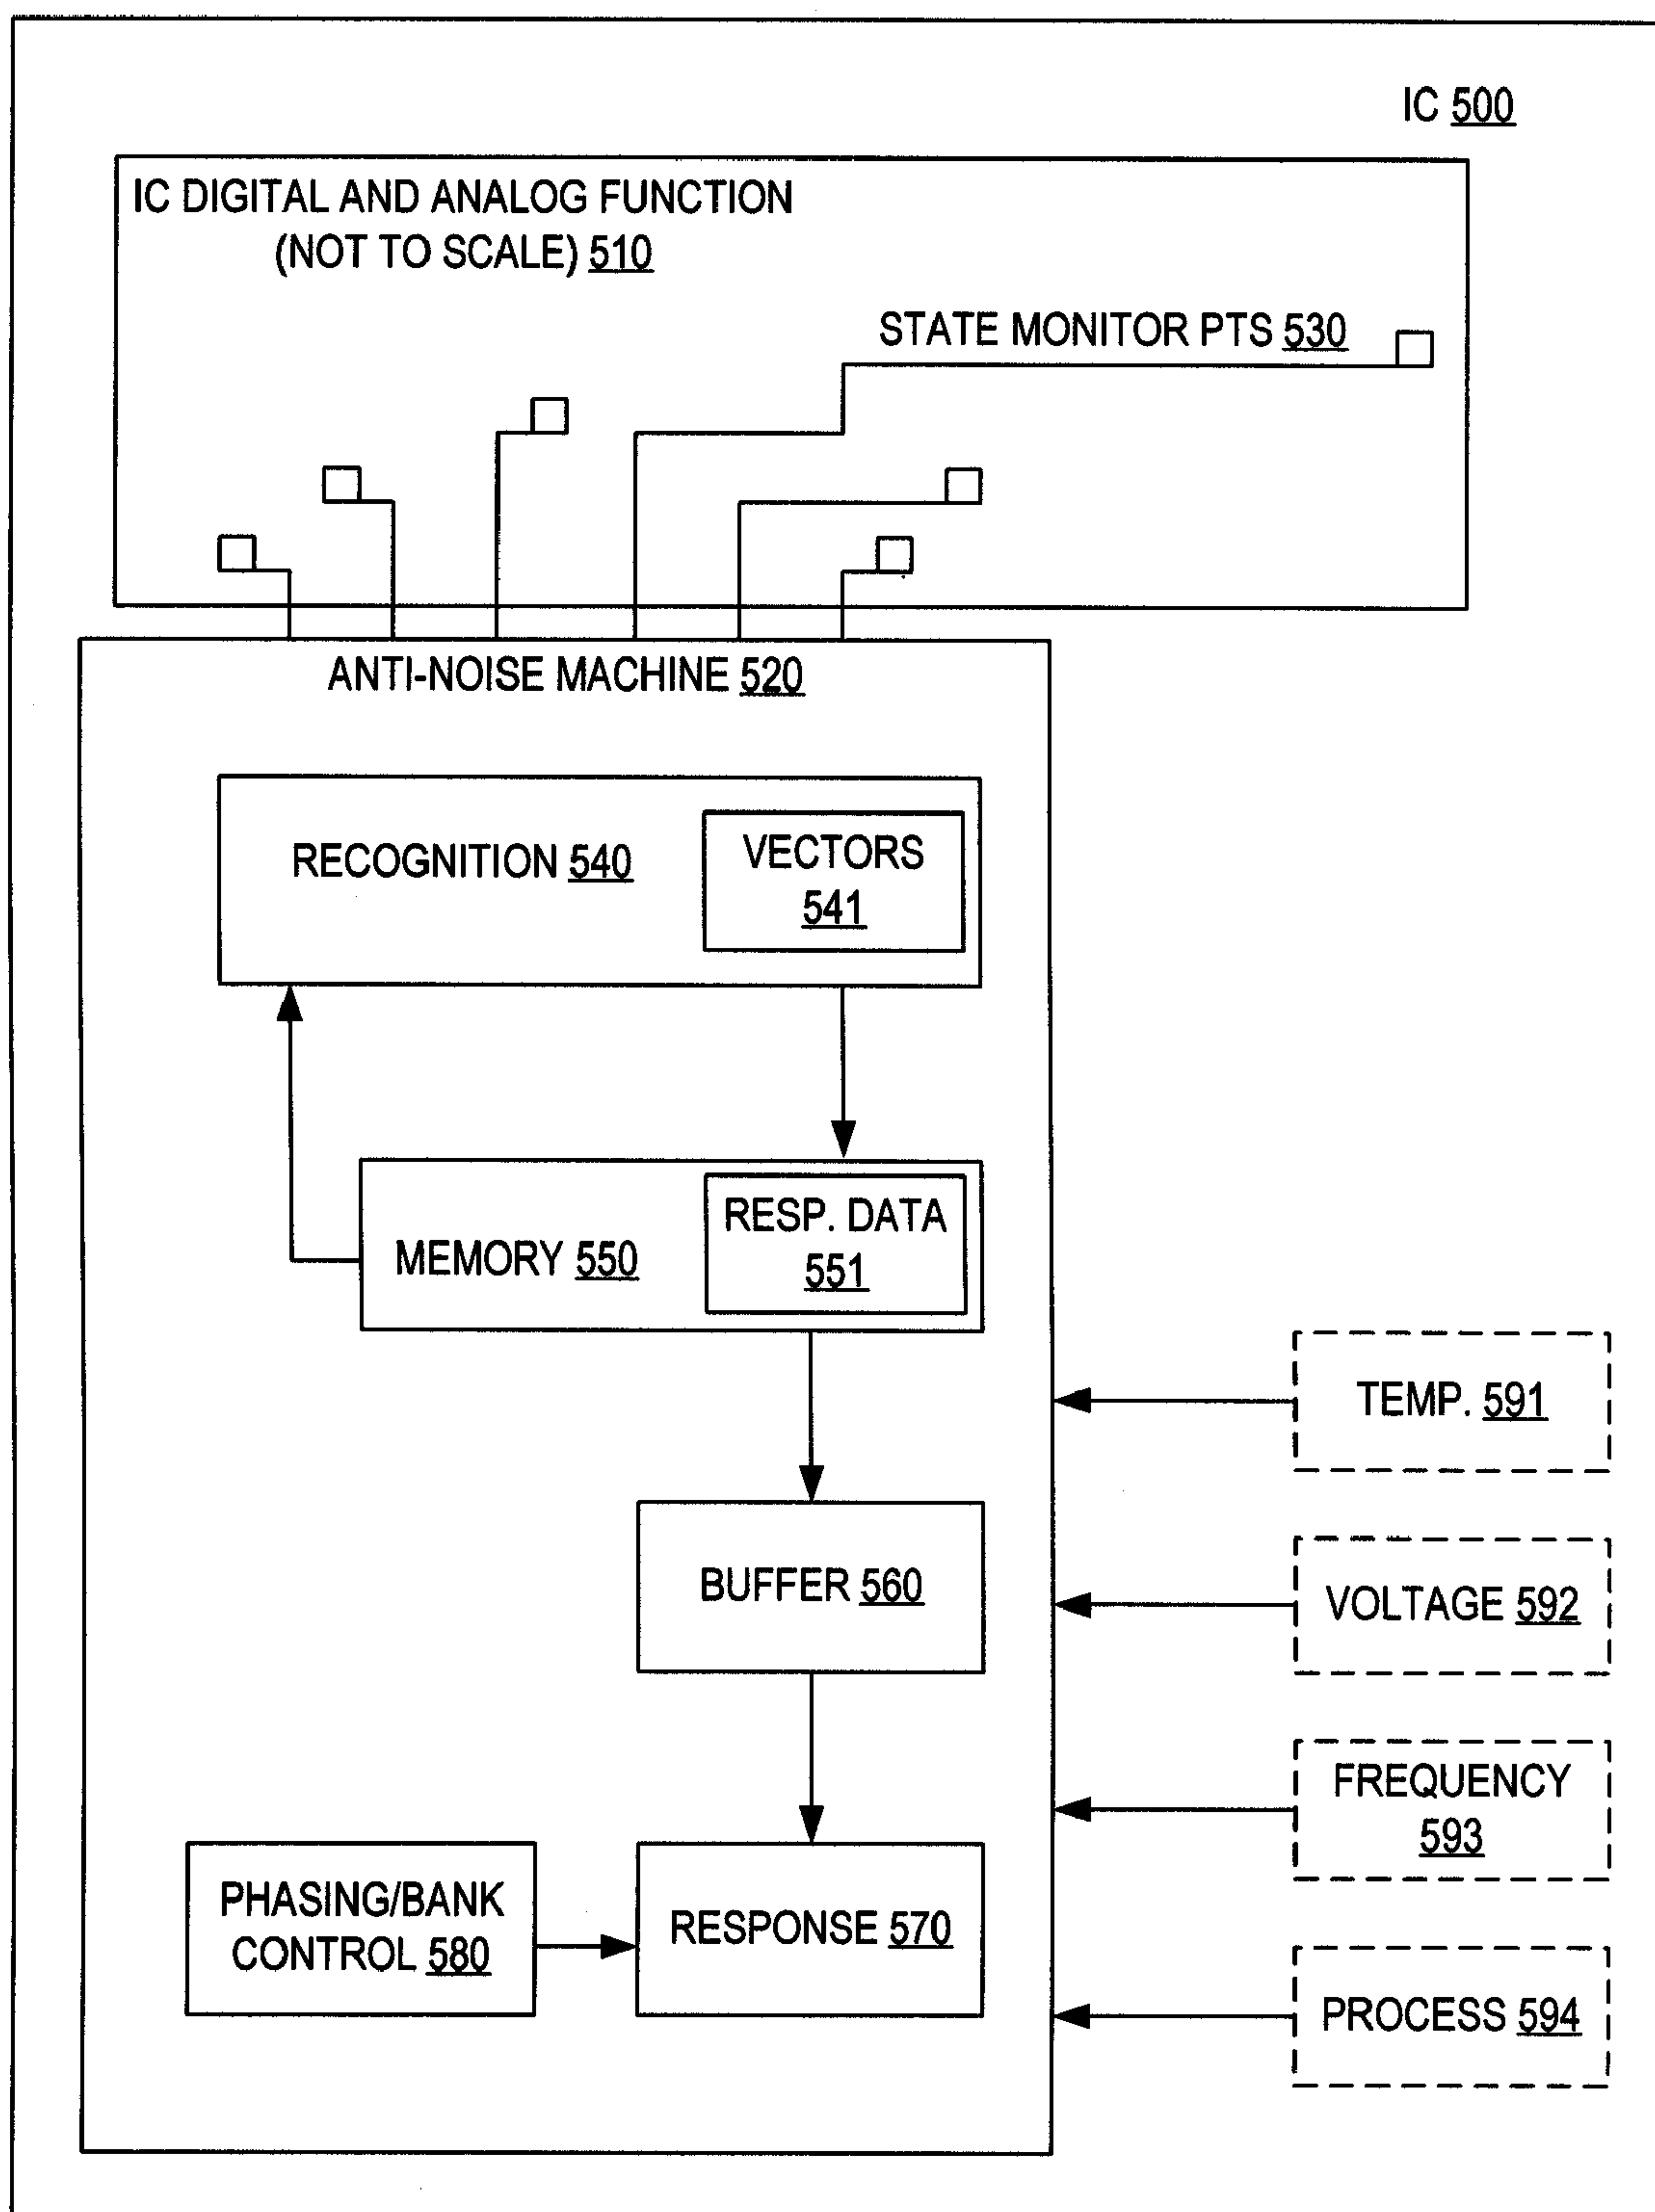 IC 500
IC DIGITAL AND ANALOG FUNCTION
(NOT TO SCALE) 510
STATE MONITOR PTS 530
ANTI-NOISE MACHINE 520
RECOGNITION 540
VECTORS
541
MEMORY 550
RESP. DATA
551
TEMP. 591
BUFFER 560
VOLTAGE 592
FREQUENCY
593
PHASING/BANK
CONTROL 580
RESPONSE 570
PROCESS 594